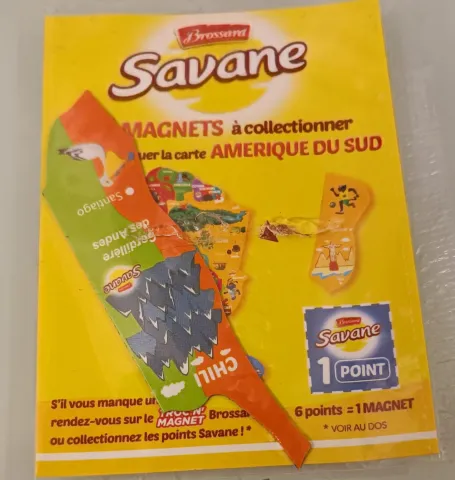 Brossard
Savane
MAGNETS à collectionner
uer la carte AMERIQUE DU SUD
Santiago
Cordillère
des Andes
Savane
CHILI
Brossard
Savane
1 POINT
S'il vous manque un
rendez-vous sur le TROC N' MAGNET Brossa
ou collectionnez les points Savane ! *
6 points = 1 MAGNET
* VOIR AU DOS